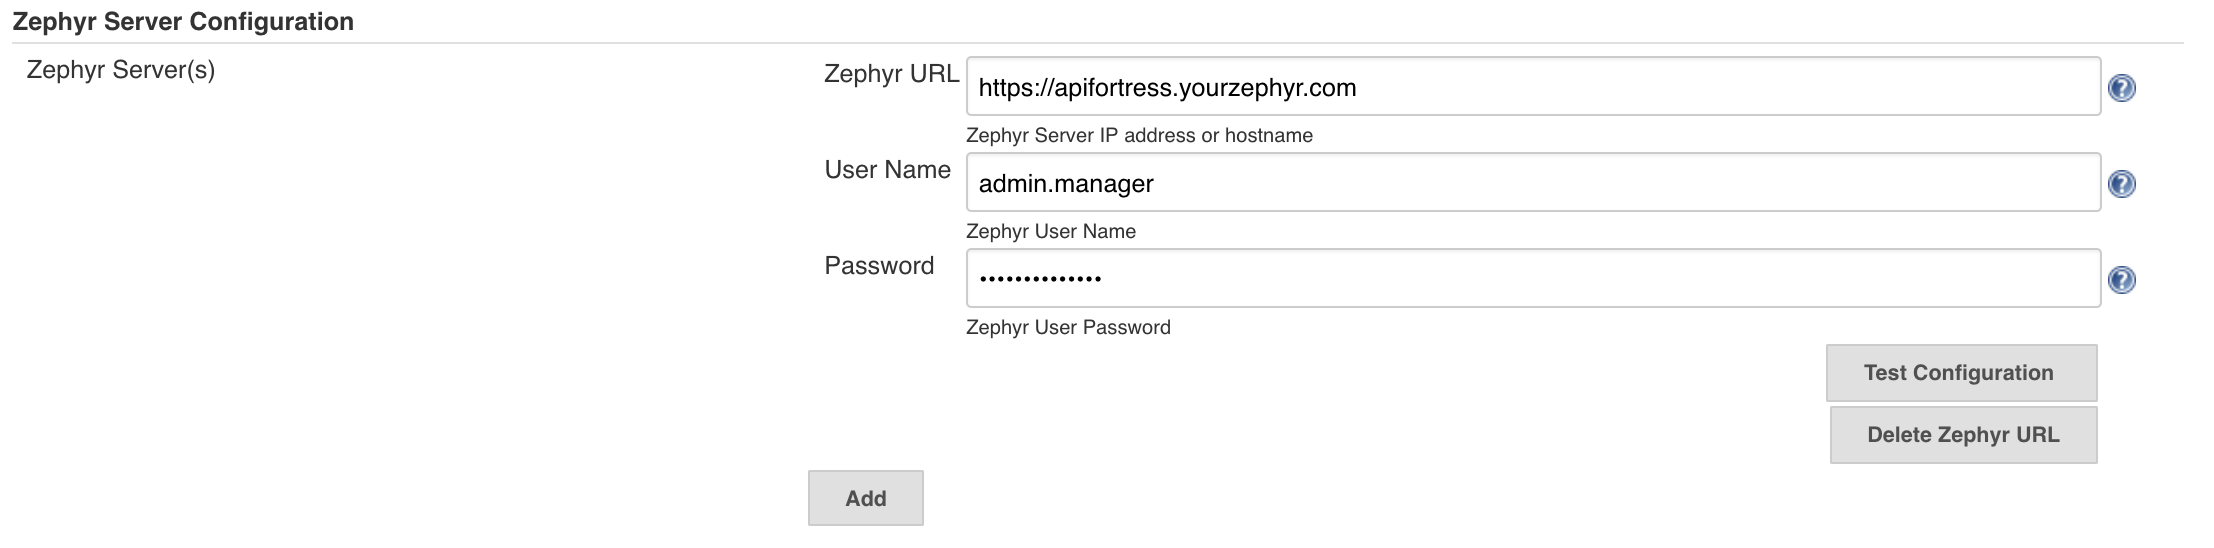 Zephyr Server Configuration
Zephyr Server(s)
Zephyr URL
https://apifortress.yourzephyr.com
Zephyr Server IP address or hostname
User Name
admin.manager
Zephyr User Name
Password
••••••••••••••
Zephyr User Password
Test Configuration
Delete Zephyr URL
Add